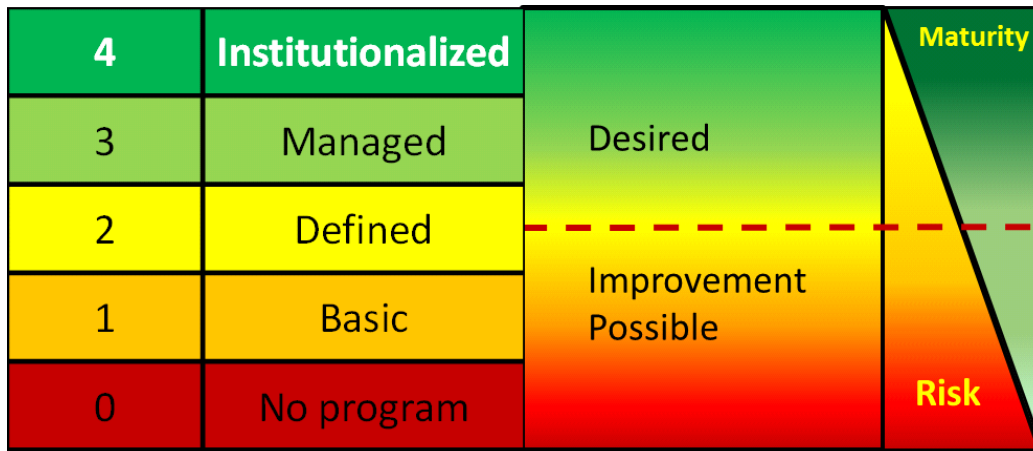 4 Institutionalized
3 Managed
2 Defined
1 Basic
0 No program
Desired
Improvement
Possible
Maturity
Risk